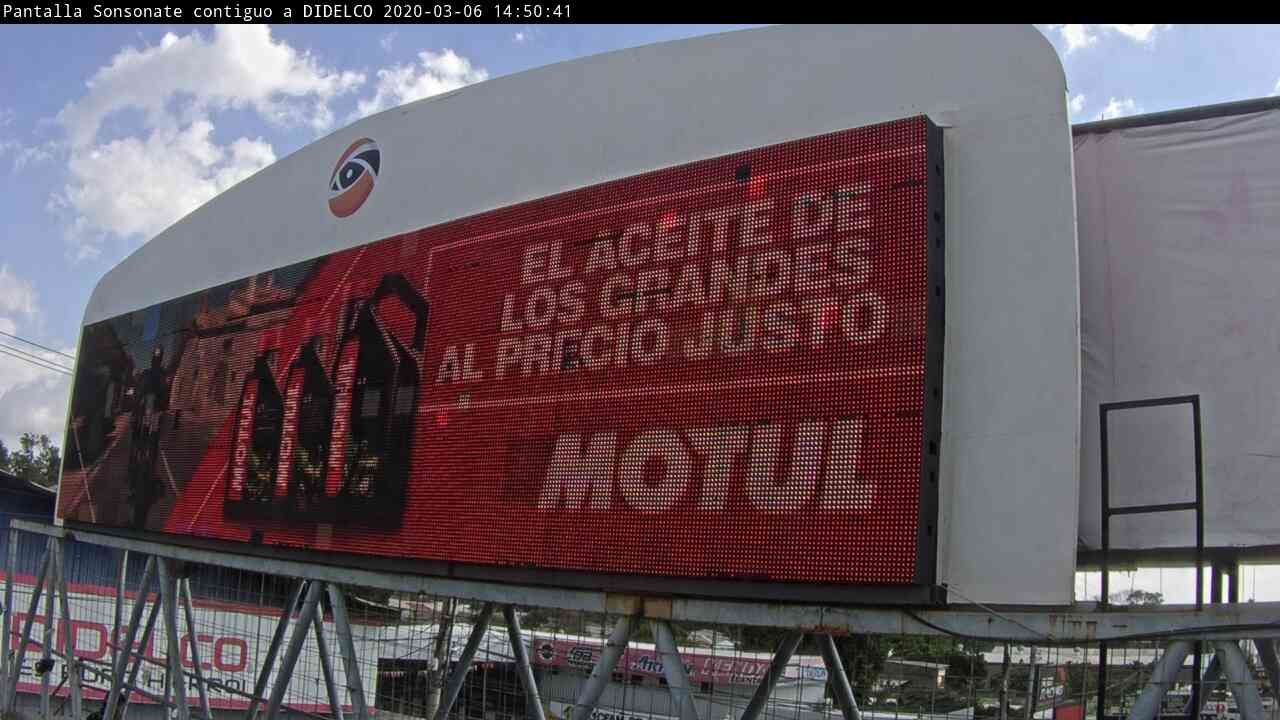 Pantalla Sonsonate contiguo a DIDELCO 2020-03-06 14:50:41
EL ACEITE DE
LOS GRANDES
AL PRECIO JUSTO
MOTUL
DIDELCO